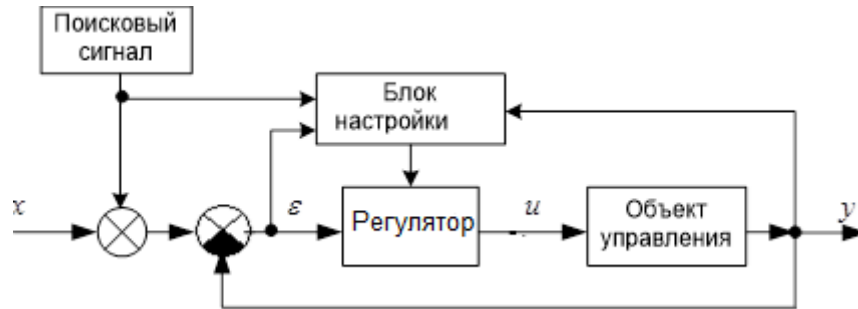 Поисковый
сигнал
Блок
настройки
x
ε
Регулятор
u
Объект
управления
y